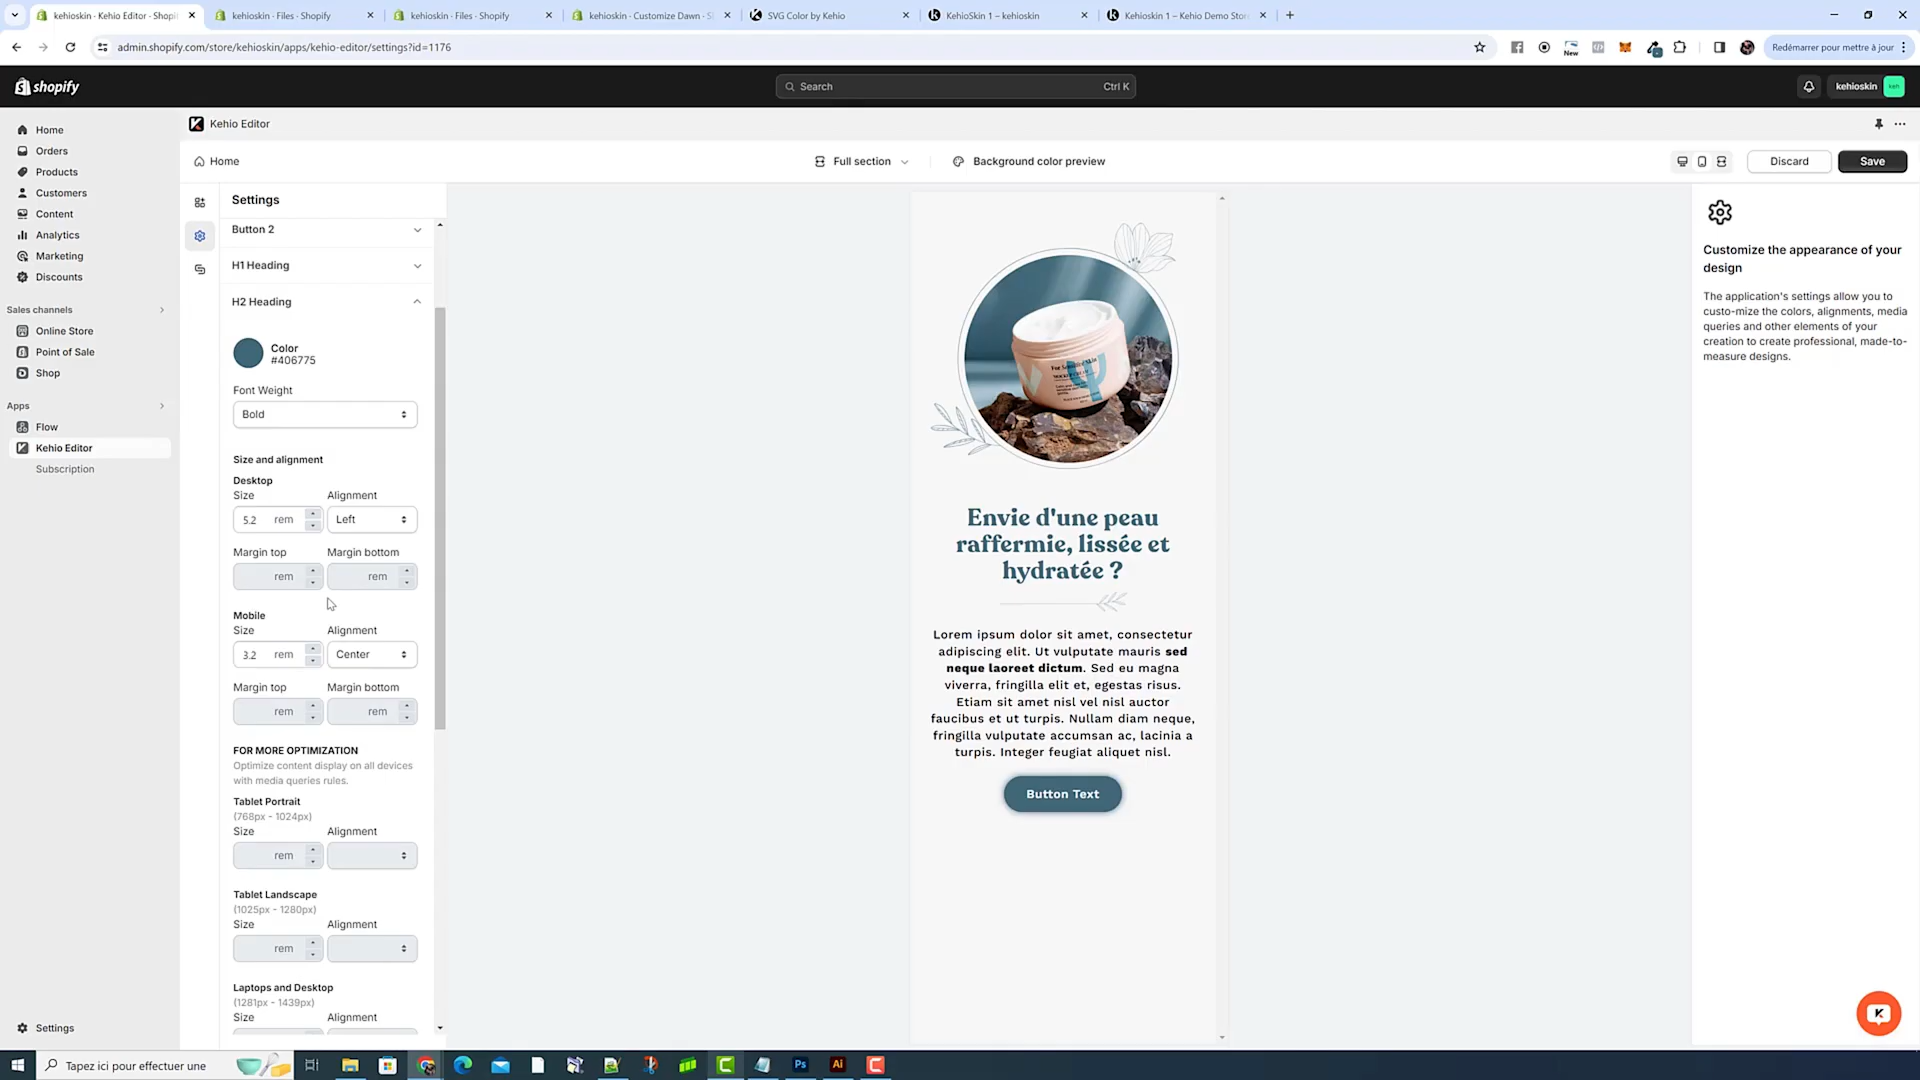 kehioskin - Kehio Editor · Shopi
kehioskin · Files · Shopify
kehioskin · Files · Shopify
kehioskin · Customize Dawn · S
SVG Color by Kehio
KehioSkin 1 – kehioskin
Kehioskin 1 – Kehio Demo Stor
admin.shopify.com/store/kehioskin/apps/kehio-editor/settings?id=1176
New
Redémarrer pour mettre à jour
shopify
Search
Ctrl K
kehioskin
keh
Home
Orders
Products
Customers
Content
Analytics
Marketing
Discounts
Sales channels
Online Store
Point of Sale
Shop
Apps
Flow
Kehio Editor
Subscription
Settings
Kehio Editor
Home
Full section
Background color preview
Discard
Save
Settings
Button 2
H1 Heading
H2 Heading
Color
#406775
Font Weight
Bold
Size and alignment
Desktop
Size
Alignment
5.2 rem
Left
Margin top
Margin bottom
rem
rem
Mobile
Size
Alignment
3.2 rem
Center
Margin top
Margin bottom
rem
rem
FOR MORE OPTIMIZATION
Optimize content display on all devices
with media queries rules.
Tablet Portrait
(768px - 1024px)
Size
Alignment
rem
Tablet Landscape
(1025px - 1280px)
Size
Alignment
rem
Laptops and Desktop
(1281px - 1439px)
Size
Alignment
For Sensitive Skin
Envie d'une peau
raffermie, lissée et
hydratée ?
Lorem ipsum dolor sit amet, consectetur
adipiscing elit. Ut vulputate mauris sed
neque laoreet dictum. Sed eu magna
viverra, fringilla elit et, egestas risus.
Etiam sit amet nisl vel nisl auctor
faucibus et ut turpis. Nullam diam neque,
fringilla vulputate accumsan ac, lacinia a
turpis. Integer feugiat aliquet nisl.
Button Text
Customize the appearance of your
design
The application's settings allow you to
custo-mize the colors, alignments, media
queries and other elements of your
creation to create professional, made-to-
measure designs.
Tapez ici pour effectuer une
Ps
Ai